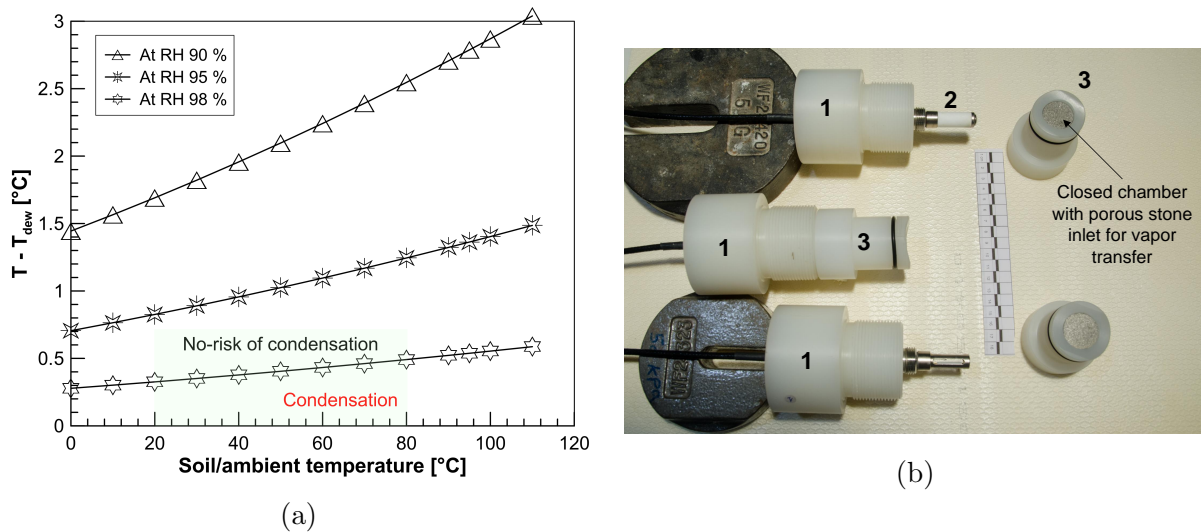 3
2.5
2
1.5
1
0.5
0
T - Tdew [°C]
At RH 90 %
At RH 95 %
At RH 98 %
No-risk of condensation
Condensation
0 20 40 60 80 100 120
Soil/ambient temperature [°C]
(a)
1
2
3
Closed chamber
with porous stone
inlet for vapor
transfer
1
3
1
(b)